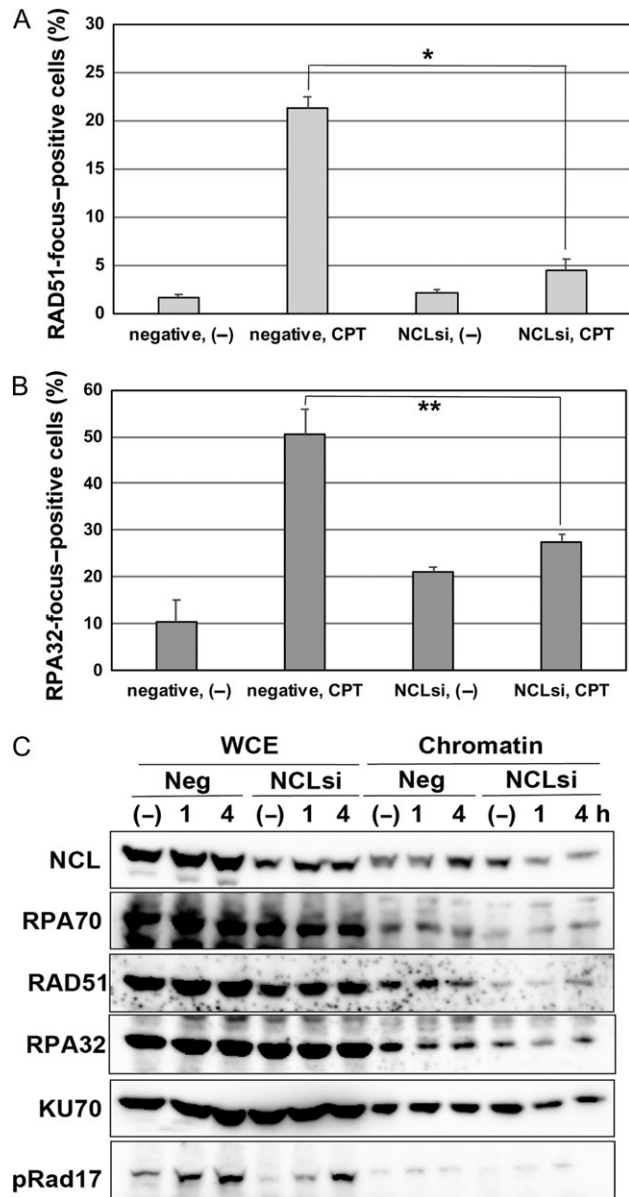 A
RAD51-focus–positive cells (%)
30
25
20
15
10
5
0
*
negative, (–) negative, CPT NCLsi, (–) NCLsi, CPT
B
RPA32-focus–positive cells (%)
60
50
40
30
20
10
0
**
negative, (–) negative, CPT NCLsi, (–) NCLsi, CPT
C
WCE Chromatin
Neg NCLsi Neg NCLsi
(–) 1 4 (–) 1 4 (–) 1 4 (–) 1 4 h
NCL
RPA70
RAD51
RPA32
KU70
pRad17